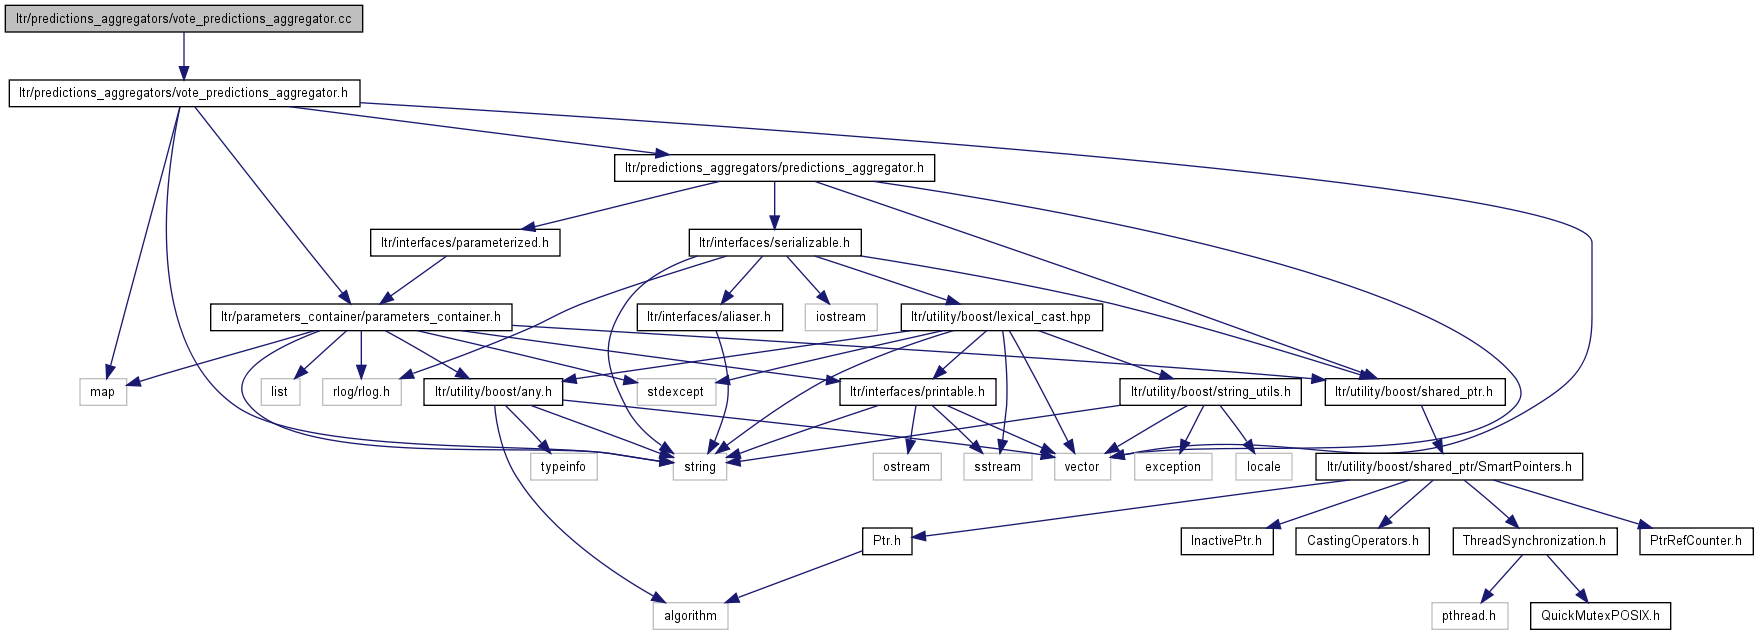 ltr/predictions_aggregators/vote_predictions_aggregator.cc
ltr/predictions_aggregators/vote_predictions_aggregator.h
ltr/predictions_aggregators/predictions_aggregator.h
ltr/interfaces/parameterized.h
ltr/interfaces/serializable.h
ltr/parameters_container/parameters_container.h
ltr/interfaces/aliaser.h
iostream
ltr/utility/boost/lexical_cast.hpp
map
list
rlog/rlog.h
ltr/utility/boost/any.h
stdexcept
ltr/interfaces/printable.h
ltr/utility/boost/string_utils.h
ltr/utility/boost/shared_ptr.h
typeinfo
string
ostream
sstream
vector
exception
locale
ltr/utility/boost/shared_ptr/SmartPointers.h
Ptr.h
InactivePtr.h
CastingOperators.h
ThreadSynchronization.h
PtrRefCounter.h
algorithm
pthread.h
QuickMutexPOSIX.h